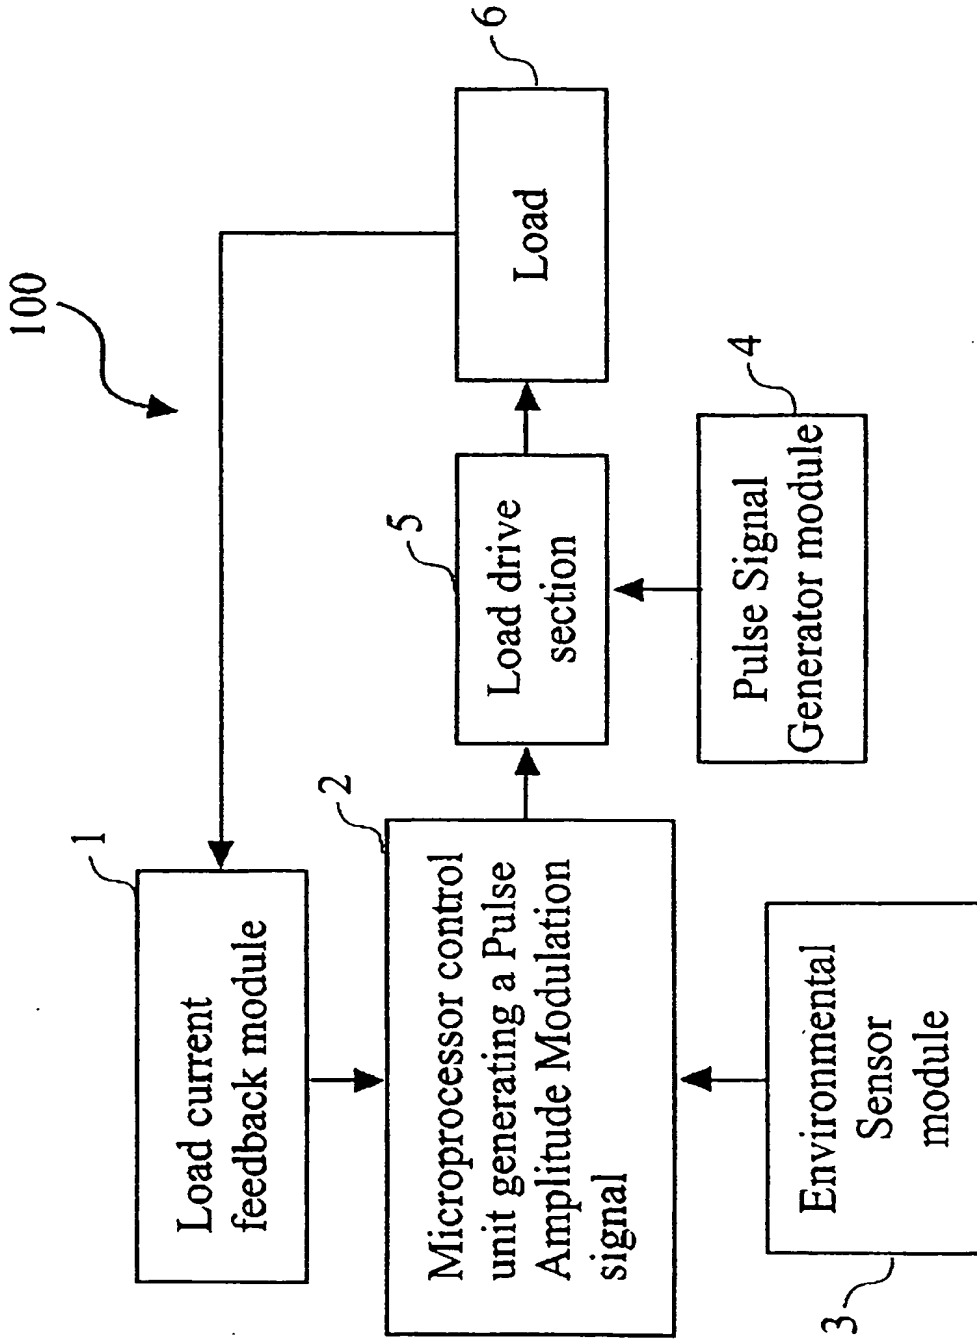 100
1
Load current
feedback module
2
Microprocessor control
unit generating a Pulse
Amplitude Modulation
signal
3
Environmental
Sensor
module
5
Load drive
section
4
Pulse Signal
Generator module
6
Load